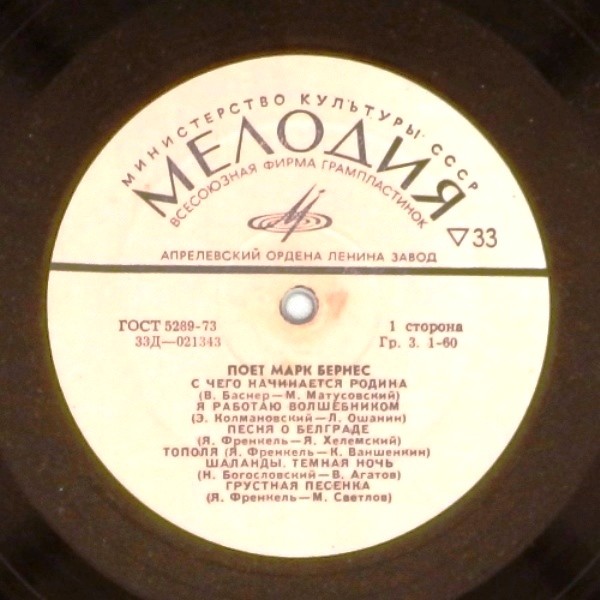 МИНИСТЕРСТВО КУЛЬТУРЫ СССР
МЕЛОДИЯ
ВСЕСОЮЗНАЯ ФИРМА ГРАМПЛАСТИНОК
▽33
АПРЕЛЕВСКИЙ ОРДЕНА ЛЕНИНА ЗАВОД
ГОСТ 5289-73 1 сторона
33Д—021343 Гр. 3. 1-60
ПОЕТ МАРК БЕРНЕС
С ЧЕГО НАЧИНАЕТСЯ РОДИНА
(В. Баснер—М. Матусовский)
Я РАБОТАЮ ВОЛШЕБНИКОМ
(Э. Колмановский—Л. Ошанин)
ПЕСНЯ О БЕЛГРАДЕ
(Я. Френкель—Я. Хелемский)
ТОПОЛЯ (Я. Френкель—К. Ваншенкин)
ШАЛАНДЫ. ТЕМНАЯ НОЧЬ
(Н. Богословский—В. Агатов)
ГРУСТНАЯ ПЕСЕНКА
(Я. Френкель—М. Светлов)